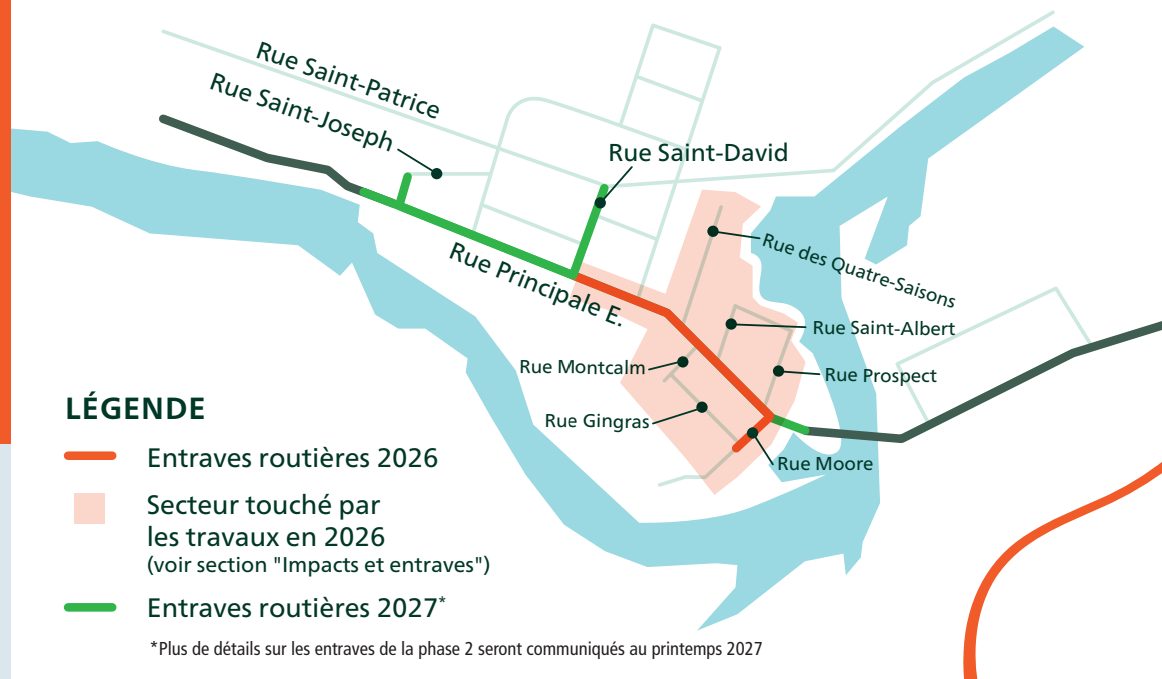 Rue Saint-Patrice
Rue Saint-Joseph
Rue Saint-David
Rue Principale E.
Rue des Quatre-Saisons
Rue Saint-Albert
Rue Montcalm
Rue Prospect
Rue Gingras
Rue Moore
LÉGENDE
Entraves routières 2026
Secteur touché par
les travaux en 2026
(voir section "Impacts et entraves")
Entraves routières 2027*
*Plus de détails sur les entraves de la phase 2 seront communiqués au printemps 2027